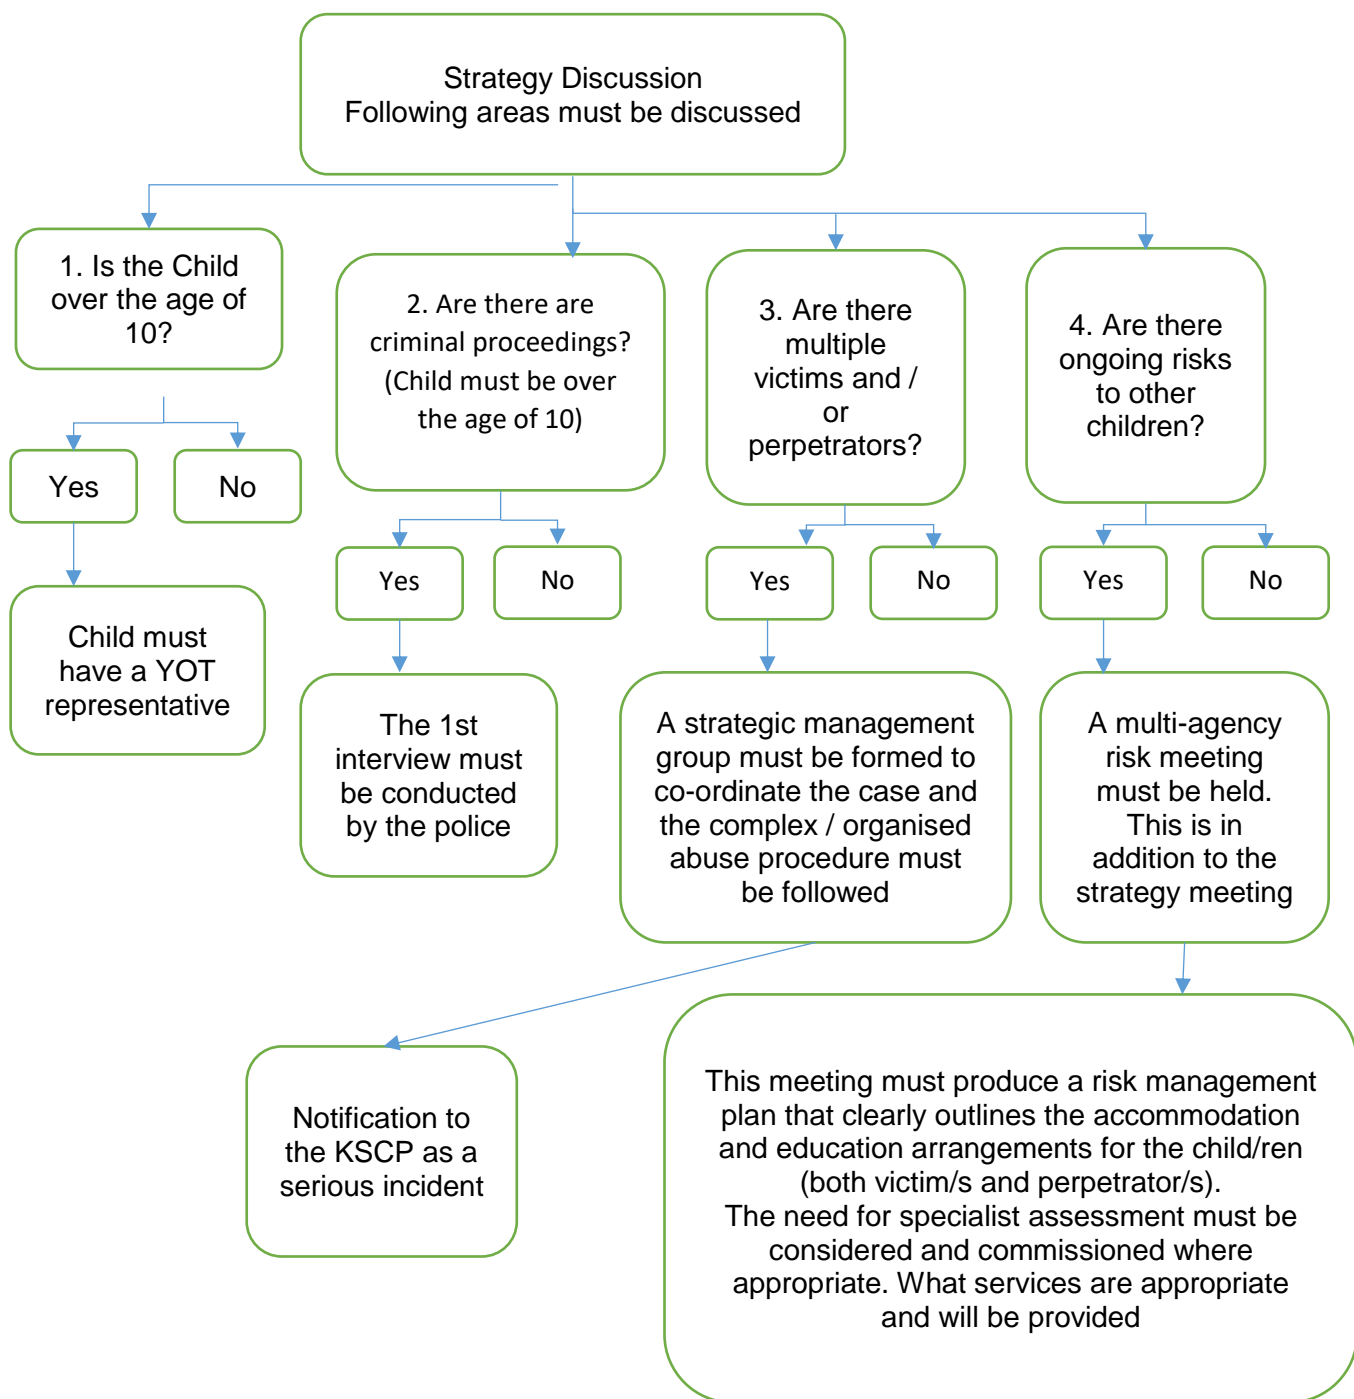 Strategy Discussion
Following areas must be discussed
1. Is the Child
over the age of
10?
2. Are there are
criminal proceedings?
(Child must be over
the age of 10)
3. Are there
multiple
victims and /
or
perpetrators?
4. Are there
ongoing risks
to other
children?
Yes
No
Yes
No
Yes
No
Yes
No
Child must
have a YOT
representative
The 1st
interview must
be conducted
by the police
A strategic management
group must be formed to
co-ordinate the case and
the complex / organised
abuse procedure must
be followed
A multi-agency
risk meeting
must be held.
This is in
addition to the
strategy meeting
Notification to
the KSCP as a
serious incident
This meeting must produce a risk management
plan that clearly outlines the accommodation
and education arrangements for the child/ren
(both victim/s and perpetrator/s).
The need for specialist assessment must be
considered and commissioned where
appropriate. What services are appropriate
and will be provided